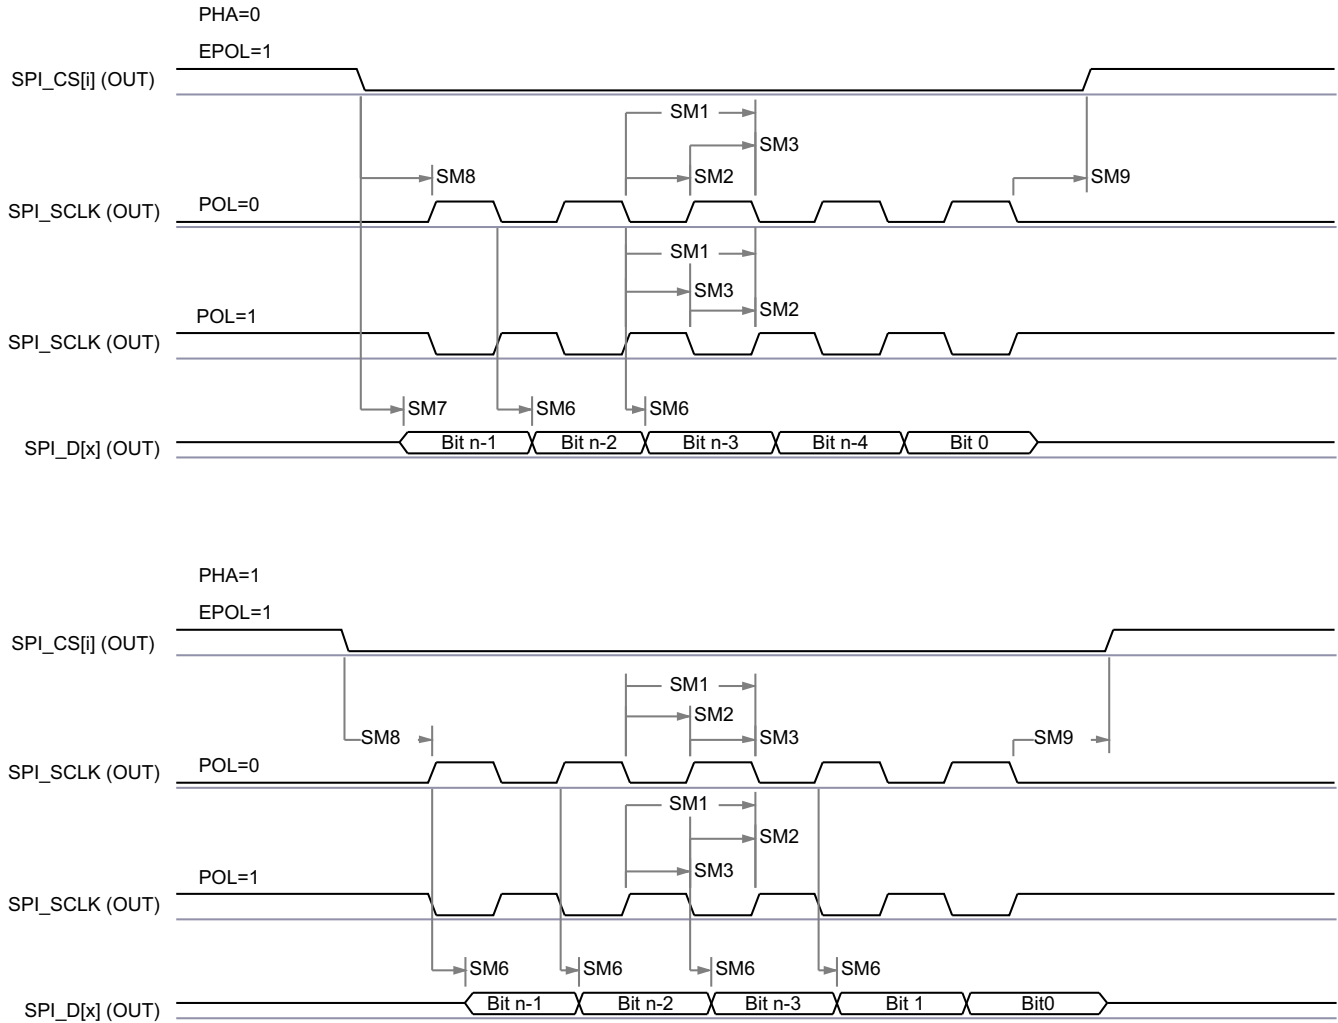 PHA=0
EPOL=1
SPI_CS[i] (OUT)
SM1
SM3
SM8
SM2
SM9
POL=0
SPI_SCLK (OUT)
SM1
SM3
SM2
POL=1
SPI_SCLK (OUT)
SM7
SM6
SM6
SPI_D[x] (OUT)
Bit n-1
Bit n-2
Bit n-3
Bit n-4
Bit 0
PHA=1
EPOL=1
SPI_CS[i] (OUT)
SM1
SM2
SM8
SM3
SM9
POL=0
SPI_SCLK (OUT)
SM1
SM2
SM3
POL=1
SPI_SCLK (OUT)
SM6
SM6
SM6
SM6
SPI_D[x] (OUT)
Bit n-1
Bit n-2
Bit n-3
Bit 1
Bit0